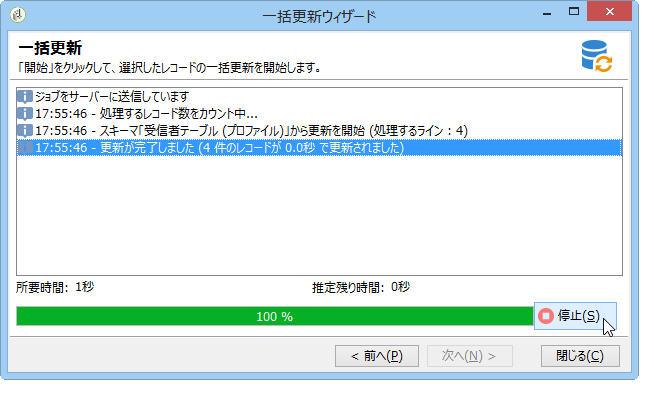 一括更新ウィザード
一括更新
「開始」をクリックして、選択したレコードの一括更新を開始します。
ジョブをサーバーに送信しています
17:55:46 - 処理するレコード数をカウント中...
17:55:46 - スキーマ「受信者テーブル (プロファイル)」から更新を開始 (処理するライン : 4)
17:55:46 - 更新が完了しました (4 件のレコードが 0.0秒 で更新されました)
所要時間: 1秒 推定残り時間: 0秒
100 % 停止(S)
< 前へ(P) 次へ(N) > 閉じる(C)